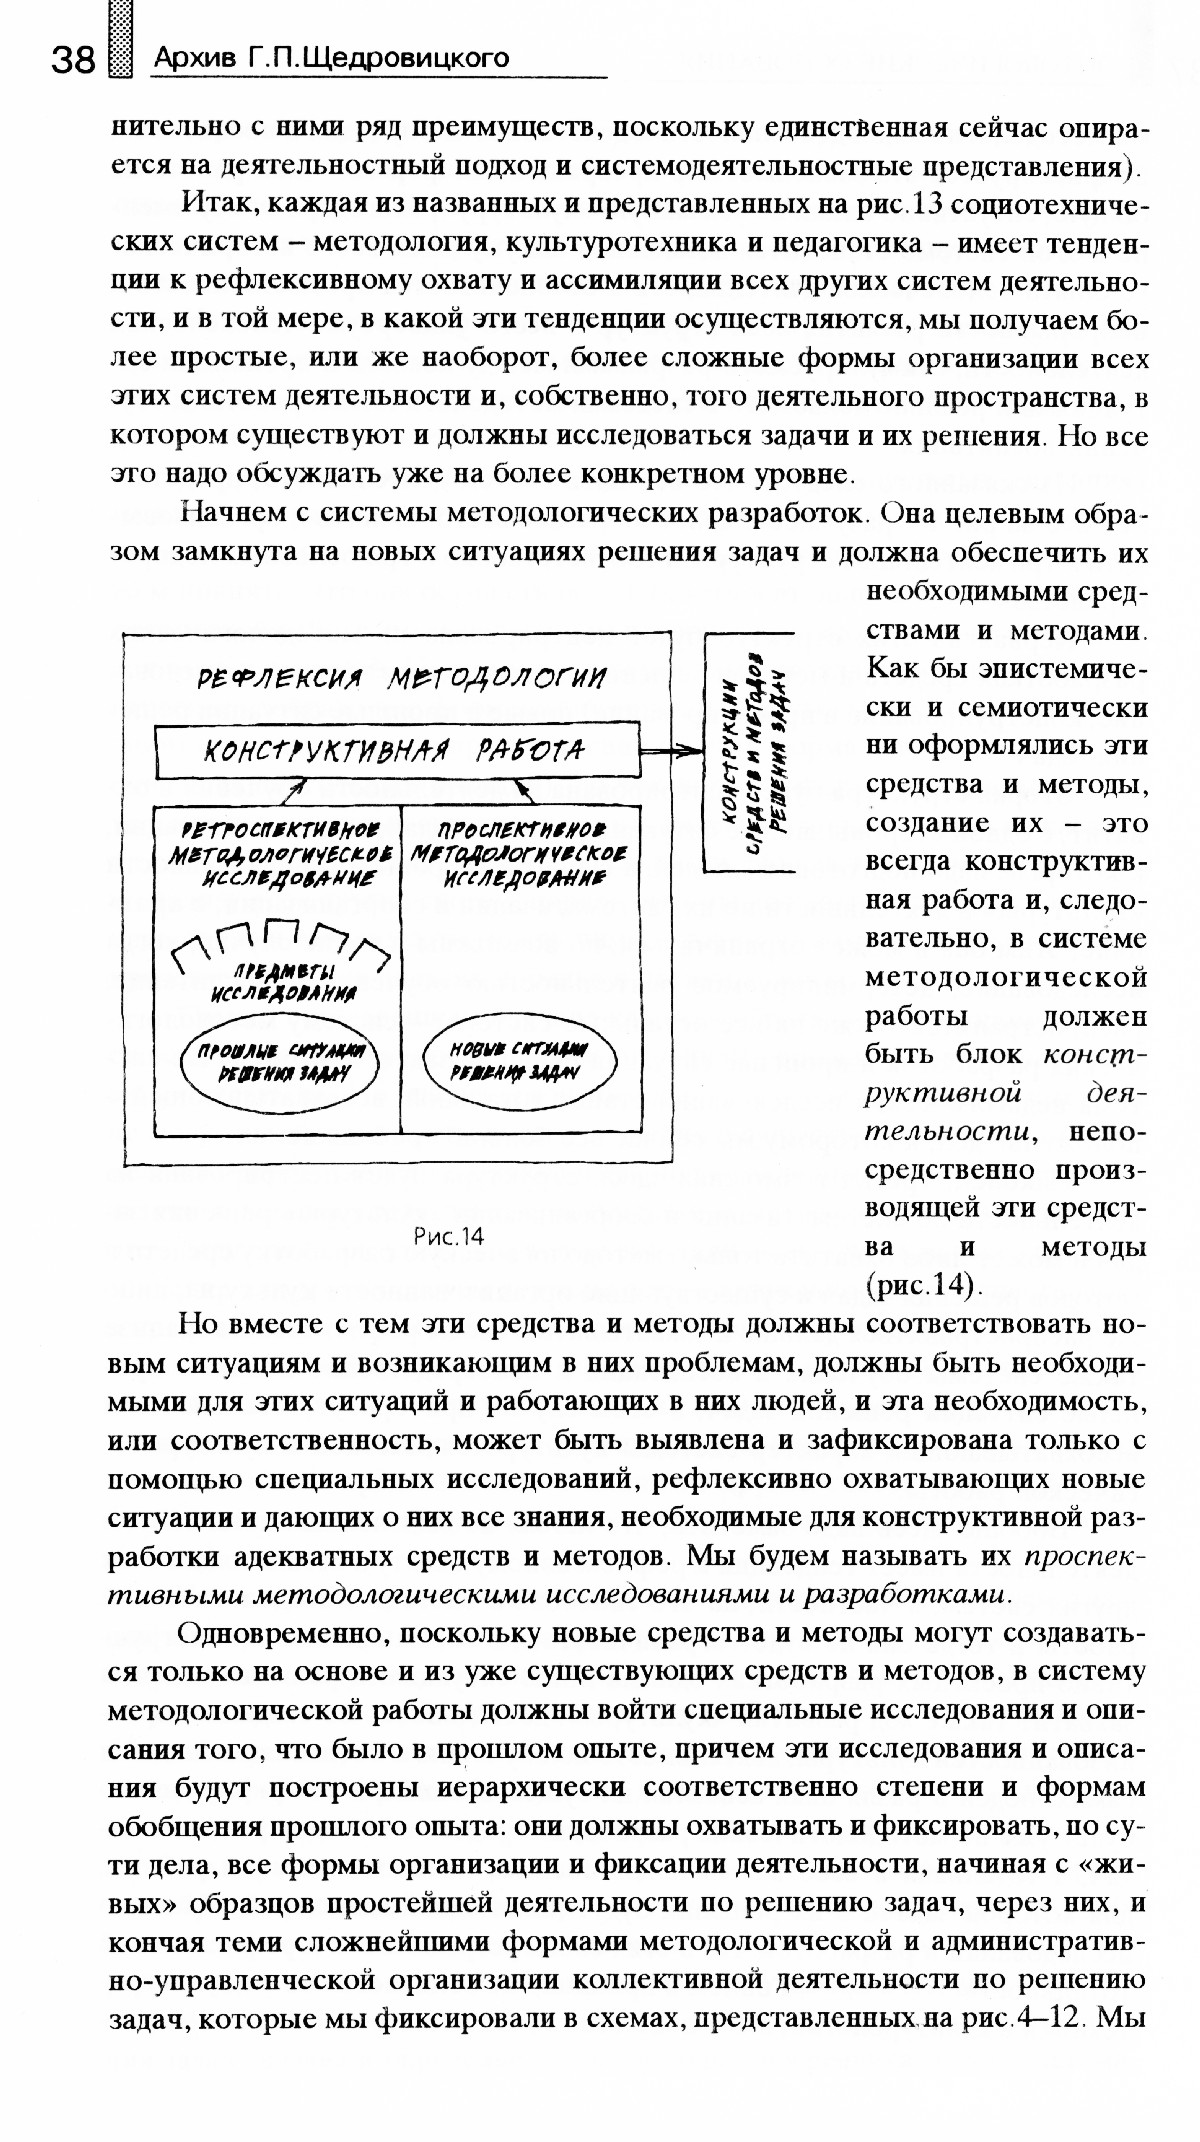 38
Архив Г.П.Щедровицкого
нительно с ними ряд преимуществ, поскольку единственная сейчас опира-
ется на деятельностный подход и системодеятельностные представления).
Итак, каждая из названных и представленных на рис.13 социотехниче-
ских систем – методология, культуротехника и педагогика – имеет тенден-
ции к рефлексивному охвату и ассимиляции всех других систем деятельно-
сти, и в той мере, в какой эти тенденции осуществляются, мы получаем бо-
лее простые, или же наоборот, более сложные формы организации всех
этих систем деятельности и, собственно, того деятельного пространства, в
котором существуют и должны исследоваться задачи и их решения. Но все
это надо обсуждать уже на более конкретном уровне.
Начнем с системы методологических разработок. Она целевым обра-
зом замкнута на новых ситуациях решения задач и должна обеспечить их
необходимыми сред-
ствами и методами.
Как бы эпистемиче-
ски и семиотически
ни оформлялись эти
средства и методы,
создание их – это
всегда конструктив-
ная работа и, следо-
вательно, в системе
методологической
работы должен
быть блок конст-
руктивной дея-
тельности, непо-
средственно произ-
водящей эти средст-
ва и методы
(рис.14).
РЕФЛЕКСИЯ МЕТОДОЛОГИИ
КОНСТРУКТИВНАЯ РАБОТА
РЕТРОСПЕКТИВНОЕ
МЕТОДОЛОГИЧЕСКОЕ
ИССЛЕДОВАНИЕ
ПРЕДМЕТЫ
ИССЛЕДОВАНИЯ
ПРОШЛЫЕ СИТУАЦИИ
РЕШЕНИЯ ЗАДАЧ
ПРОСПЕКТИВНОЕ
МЕТОДОЛОГИЧЕСКОЕ
ИССЛЕДОВАНИЕ
НОВЫЕ СИТУАЦИИ
РЕШЕНИЯ ЗАДАЧ
КОНСТРУКЦИИ
СРЕДСТВ И МЕТОДОВ
РЕШЕНИЯ ЗАДАЧ
Рис.14
Но вместе с тем эти средства и методы должны соответствовать но-
вым ситуациям и возникающим в них проблемам, должны быть необходи-
мыми для этих ситуаций и работающих в них людей, и эта необходимость,
или соответственность, может быть выявлена и зафиксирована только с
помощью специальных исследований, рефлексивно охватывающих новые
ситуации и дающих о них все знания, необходимые для конструктивной раз-
работки адекватных средств и методов. Мы будем называть их проспек-
тивными методологическими исследованиями и разработками.
Одновременно, поскольку новые средства и методы могут создавать-
ся только на основе и из уже существующих средств и методов, в систему
методологической работы должны войти специальные исследования и опи-
сания того, что было в прошлом опыте, причем эти исследования и описа-
ния будут построены иерархически соответственно степени и формам
обобщения прошлого опыта: они должны охватывать и фиксировать, по су-
ти дела, все формы организации и фиксации деятельности, начиная с «жи-
вых» образцов простейшей деятельности по решению задач, через них, и
кончая теми сложнейшими формами методологической и административ-
но-управленческой организации коллективной деятельности по решению
задач, которые мы фиксировали в схемах, представленных на рис.4–12. Мы